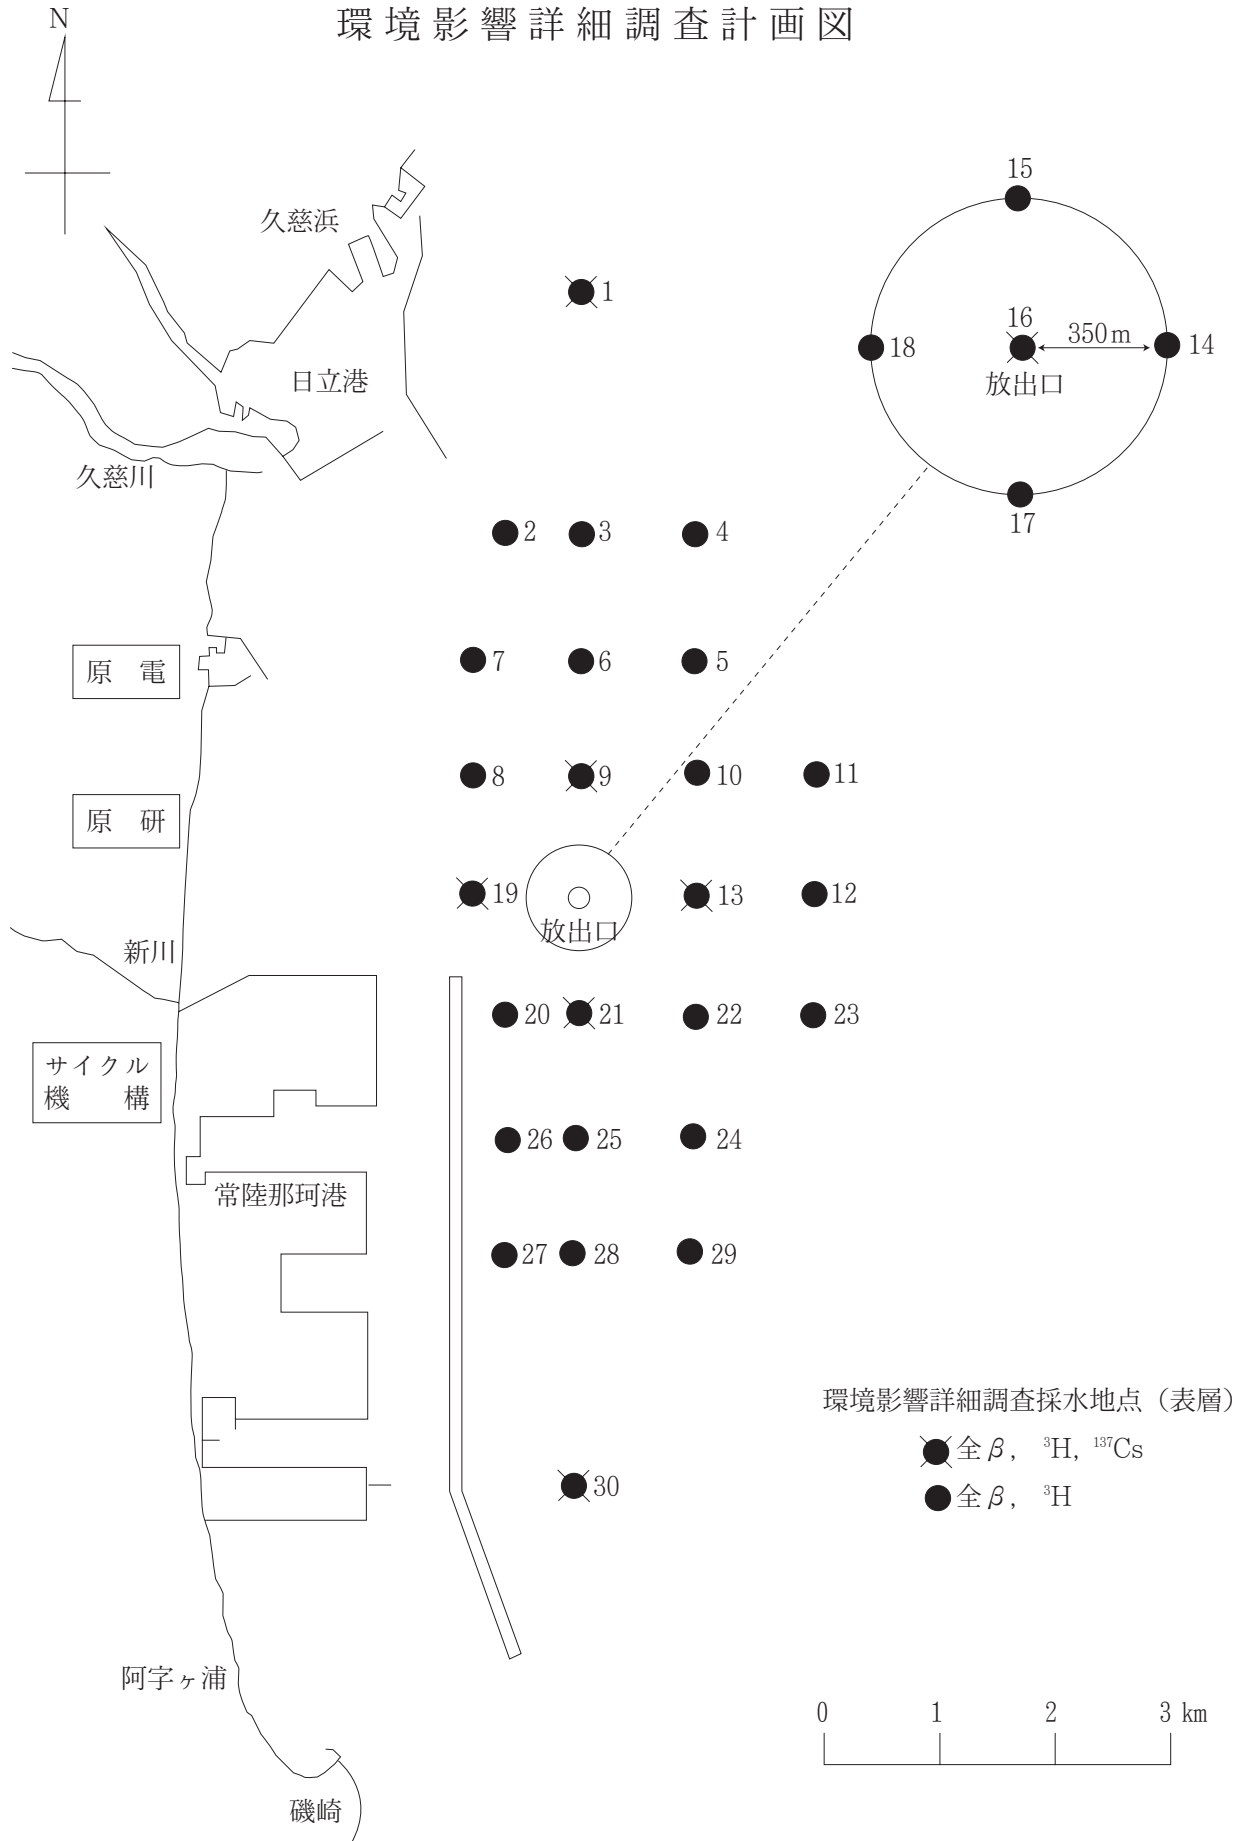 環境影響詳細調査計画図
N
久慈浜
日立港
久慈川
15
16
350m
放出口
18
14
17
1
2
3
4
7
6
5
原 電
8
9
10
11
原 研
19
放出口
13
12
新川
20
21
22
23
サイクル
機 構
26
25
24
常陸那珂港
27
28
29
30
環境影響詳細調査採水地点（表層）
全β, ³H, ¹³⁷Cs
全β, ³H
阿字ヶ浦
磯崎
0 1 2 3 km